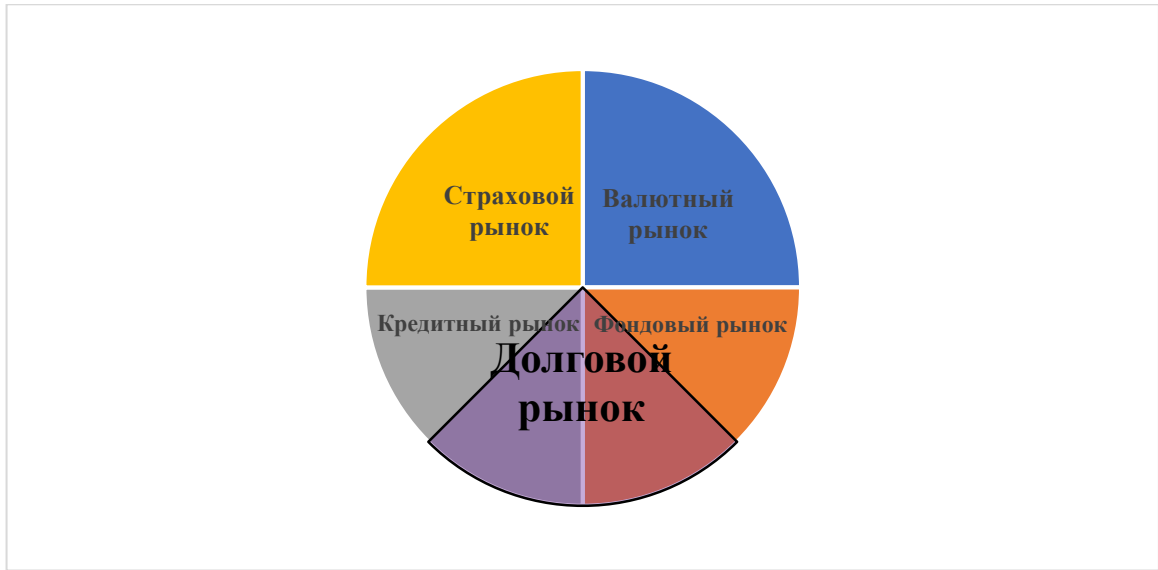 Страховой
рынок
Валютный
рынок
Кредитный рынок
Фондовый рынок
Долговой
рынок